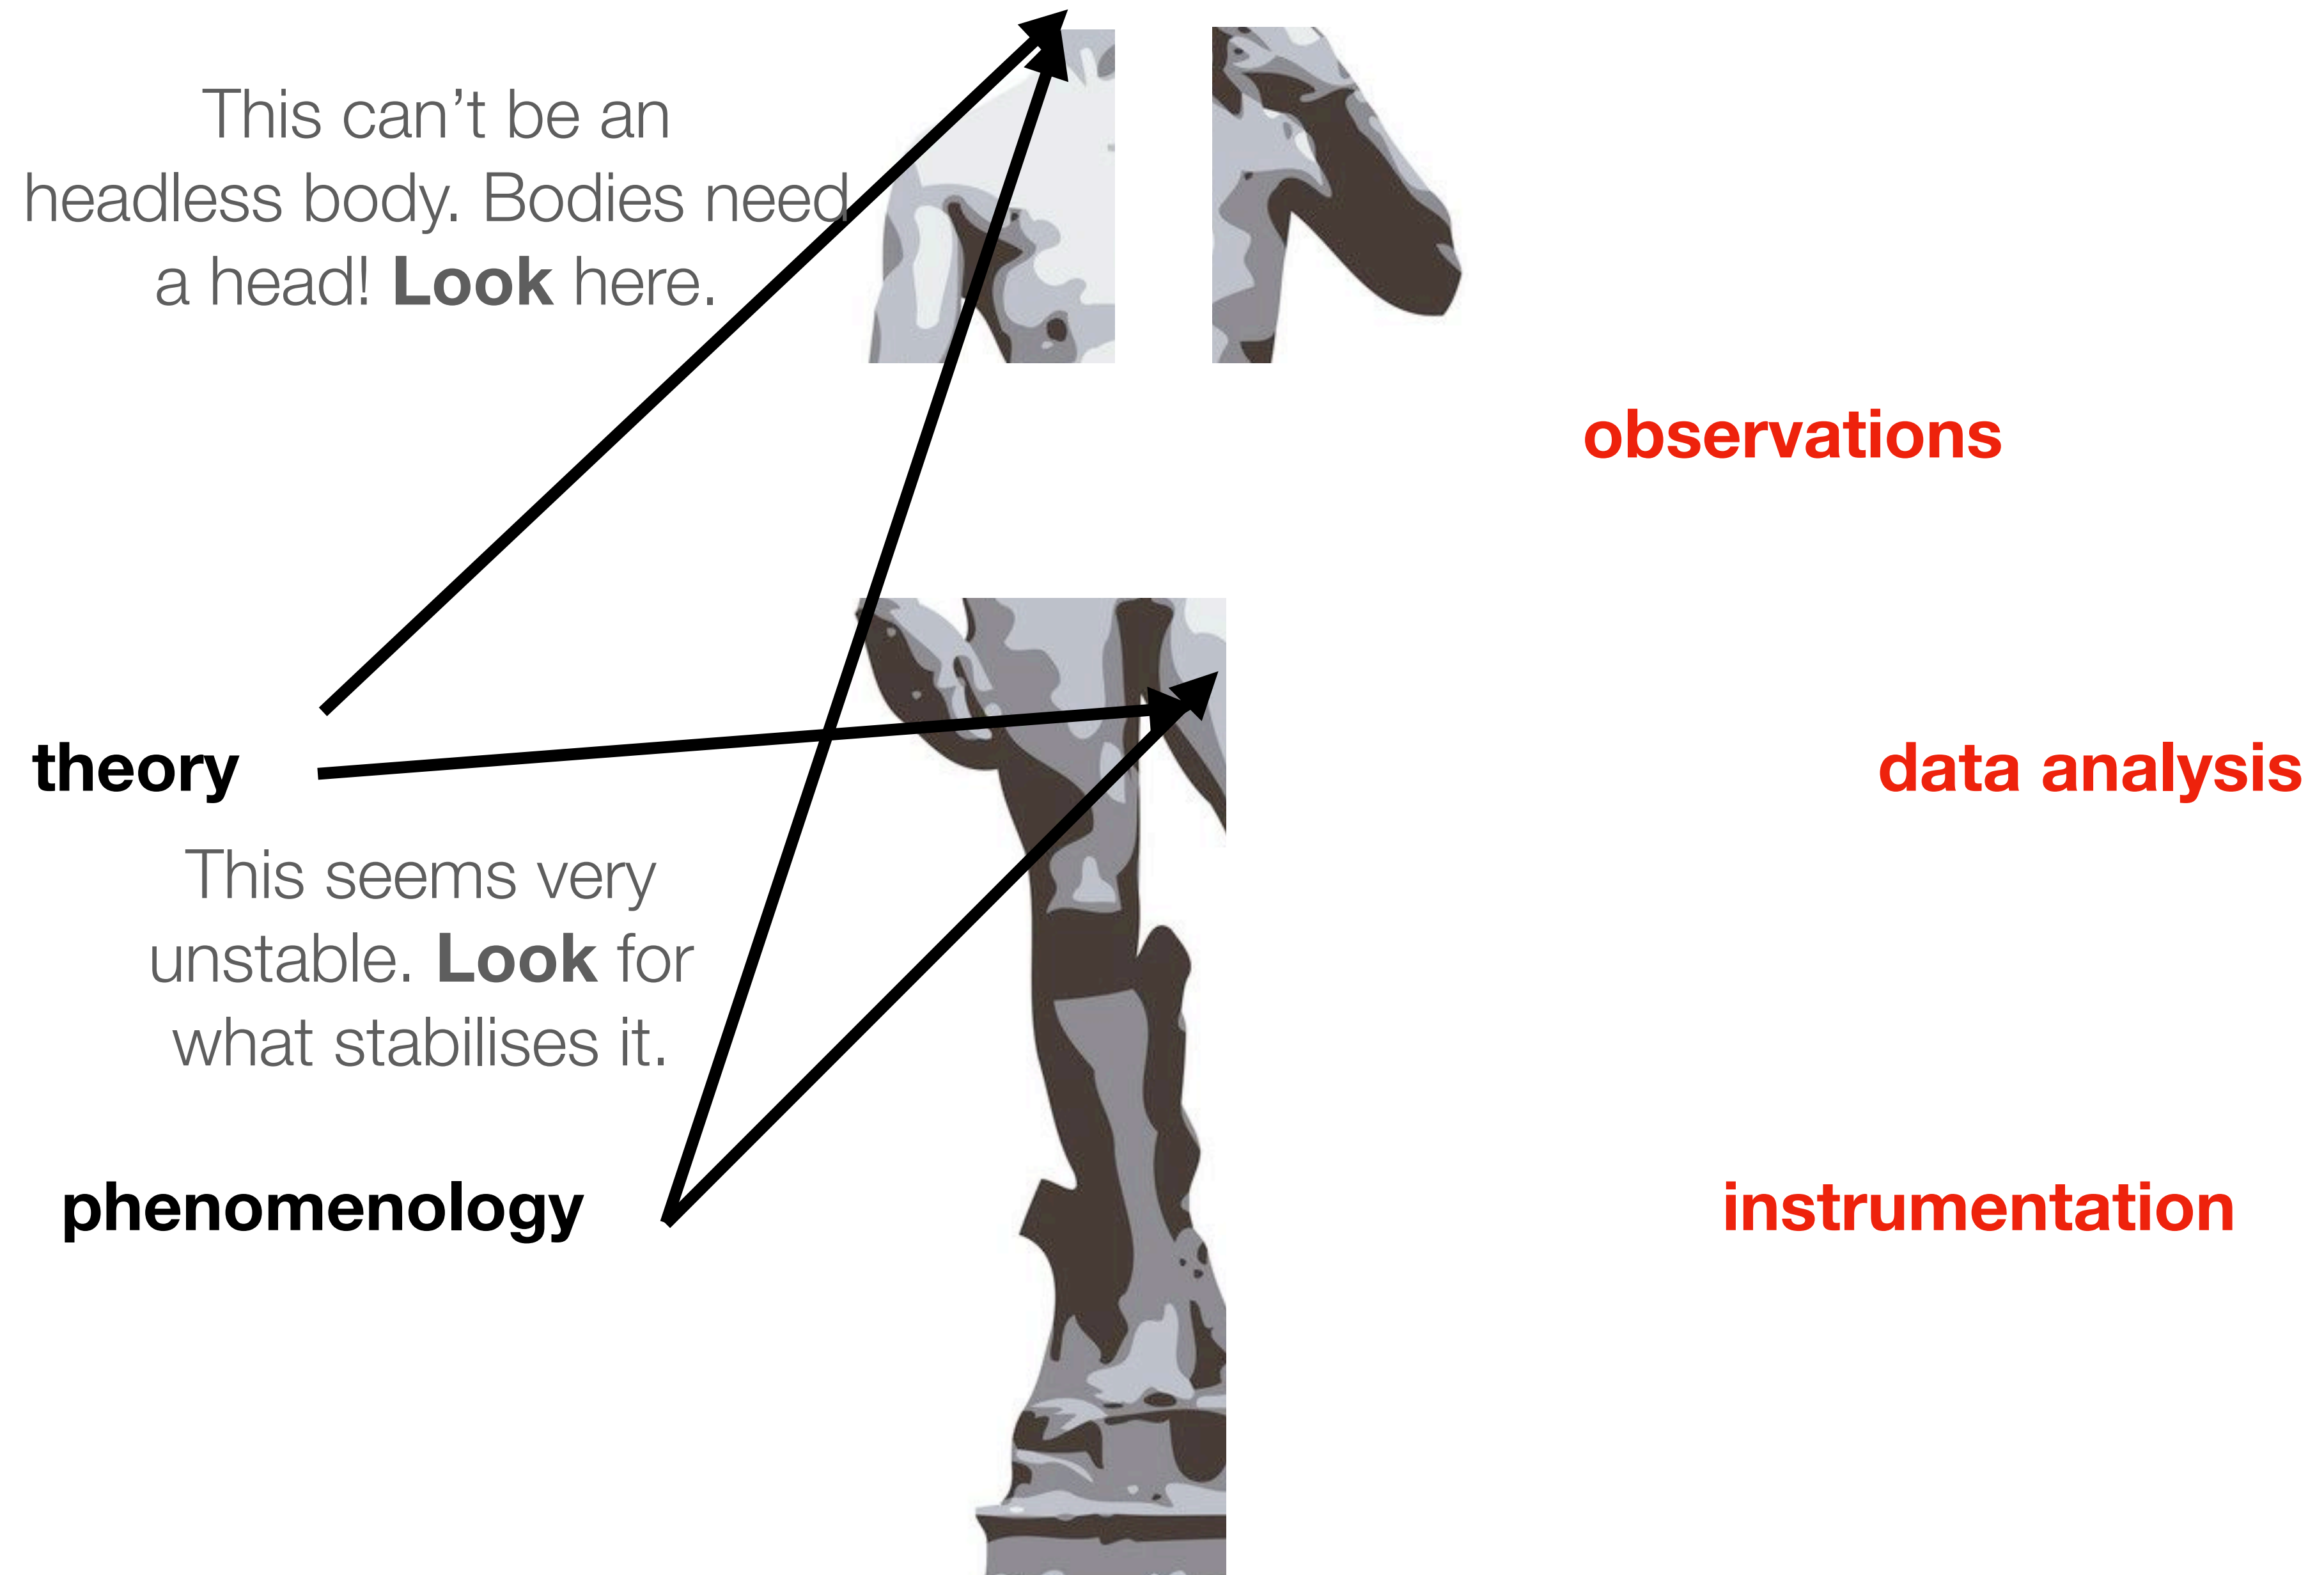 This can’t be an
headless body. Bodies need
a head! Look here.
observations
theory
data analysis
This seems very
unstable. Look for
what stabilises it.
phenomenology
instrumentation